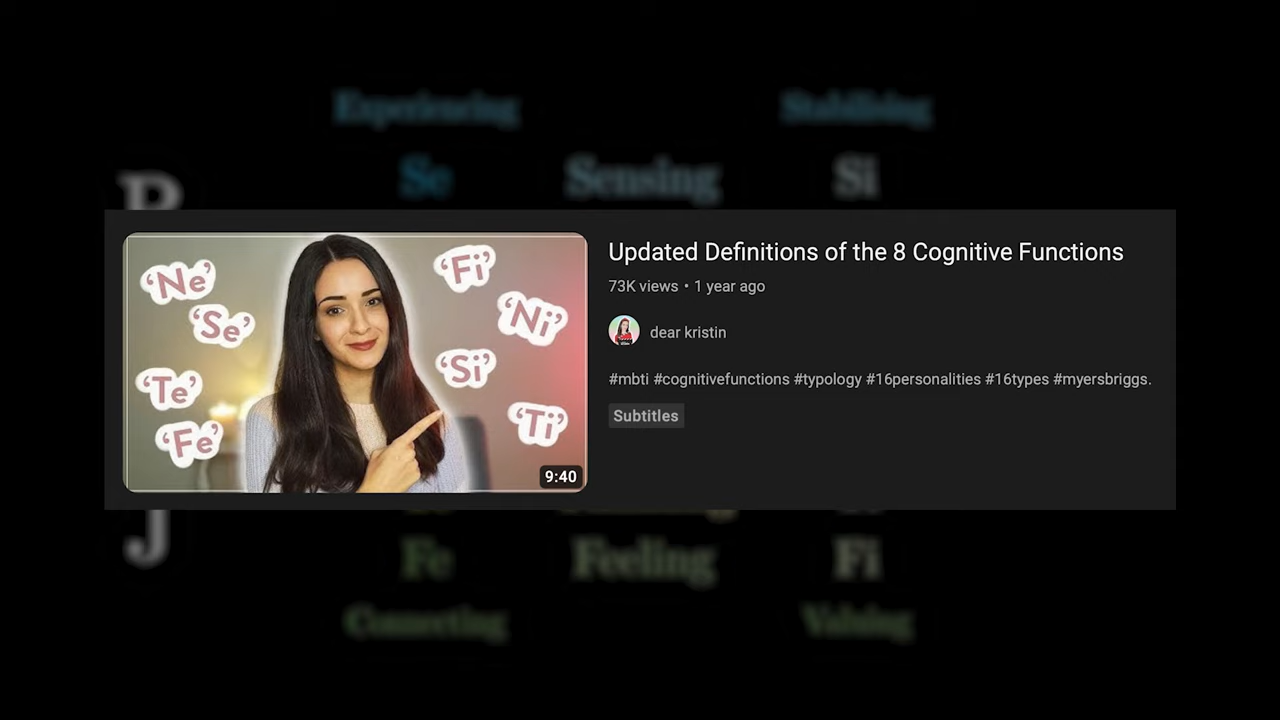 Experiencing
Stabilising
Se
Sensing
Si
P
'Ne'
'Se'
'Te'
'Fe'
'Fi'
'Ni'
'Si'
'Ti'
9:40
Updated Definitions of the 8 Cognitive Functions
73K views • 1 year ago
dear kristin
#mbti #cognitivefunctions #typology #16personalities #16types #myersbriggs.
Subtitles
J
Fe
Feeling
Fi
Connecting
Valuing